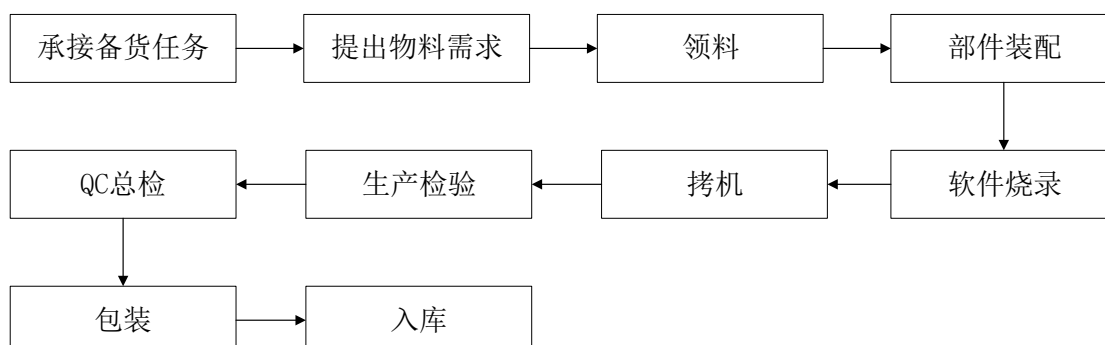 承接备货任务
提出物料需求
领料
部件装配
软件烧录
拷机
生产检验
QC总检
包装
入库